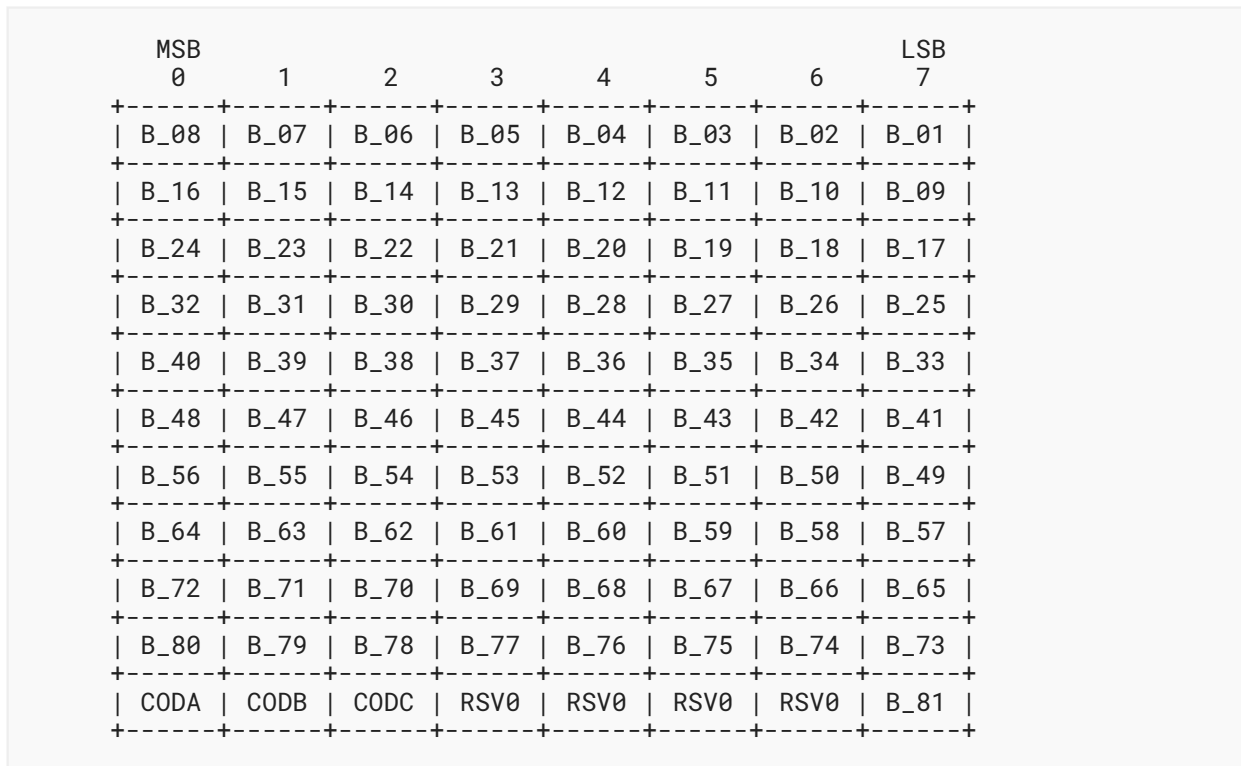 MSB LSB
0 1 2 3 4 5 6 7
+------+------+------+------+------+------+------+------+
| B_08 | B_07 | B_06 | B_05 | B_04 | B_03 | B_02 | B_01 |
+------+------+------+------+------+------+------+------+
| B_16 | B_15 | B_14 | B_13 | B_12 | B_11 | B_10 | B_09 |
+------+------+------+------+------+------+------+------+
| B_24 | B_23 | B_22 | B_21 | B_20 | B_19 | B_18 | B_17 |
+------+------+------+------+------+------+------+------+
| B_32 | B_31 | B_30 | B_29 | B_28 | B_27 | B_26 | B_25 |
+------+------+------+------+------+------+------+------+
| B_40 | B_39 | B_38 | B_37 | B_36 | B_35 | B_34 | B_33 |
+------+------+------+------+------+------+------+------+
| B_48 | B_47 | B_46 | B_45 | B_44 | B_43 | B_42 | B_41 |
+------+------+------+------+------+------+------+------+
| B_56 | B_55 | B_54 | B_53 | B_52 | B_51 | B_50 | B_49 |
+------+------+------+------+------+------+------+------+
| B_64 | B_63 | B_62 | B_61 | B_60 | B_59 | B_58 | B_57 |
+------+------+------+------+------+------+------+------+
| B_72 | B_71 | B_70 | B_69 | B_68 | B_67 | B_66 | B_65 |
+------+------+------+------+------+------+------+------+
| B_80 | B_79 | B_78 | B_77 | B_76 | B_75 | B_74 | B_73 |
+------+------+------+------+------+------+------+------+
| CODA | CODB | CODC | RSV0 | RSV0 | RSV0 | RSV0 | B_81 |
+------+------+------+------+------+------+------+------+